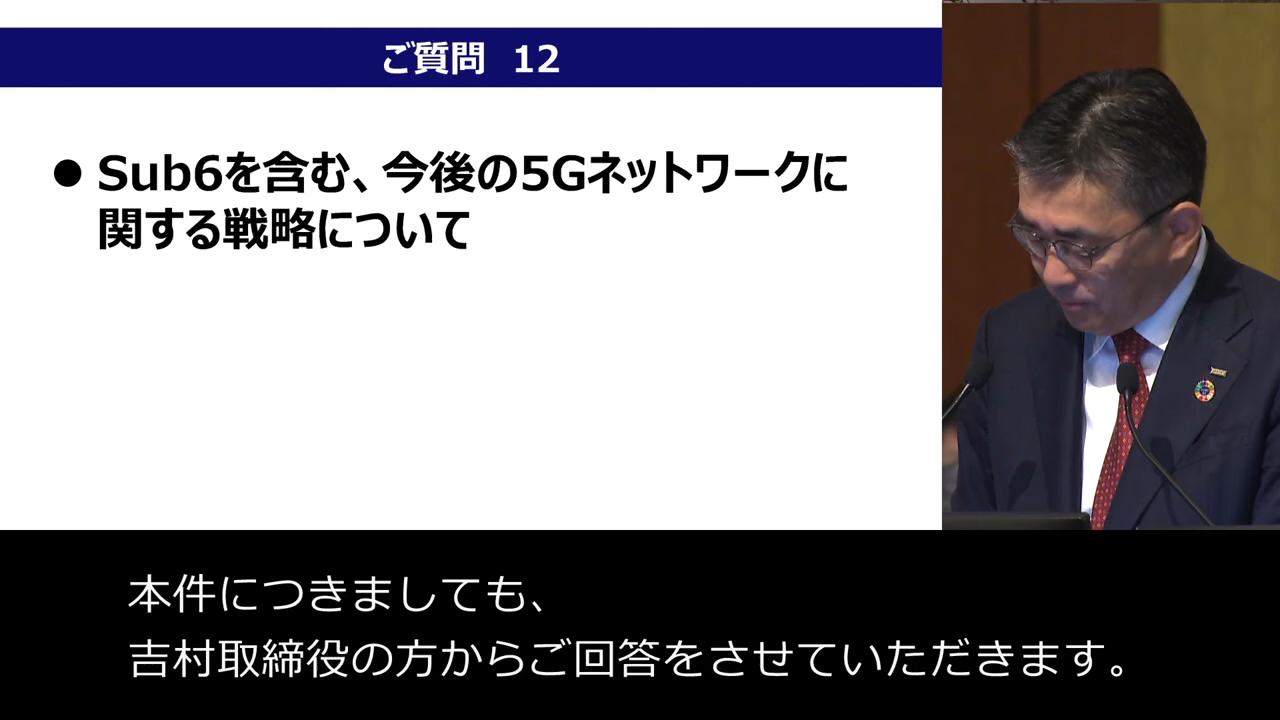 ご質問 12
● Sub6を含む、今後の5Gネットワークに
関する戦略について
本件につきましても、
吉村取締役の方からご回答をさせていただきます。